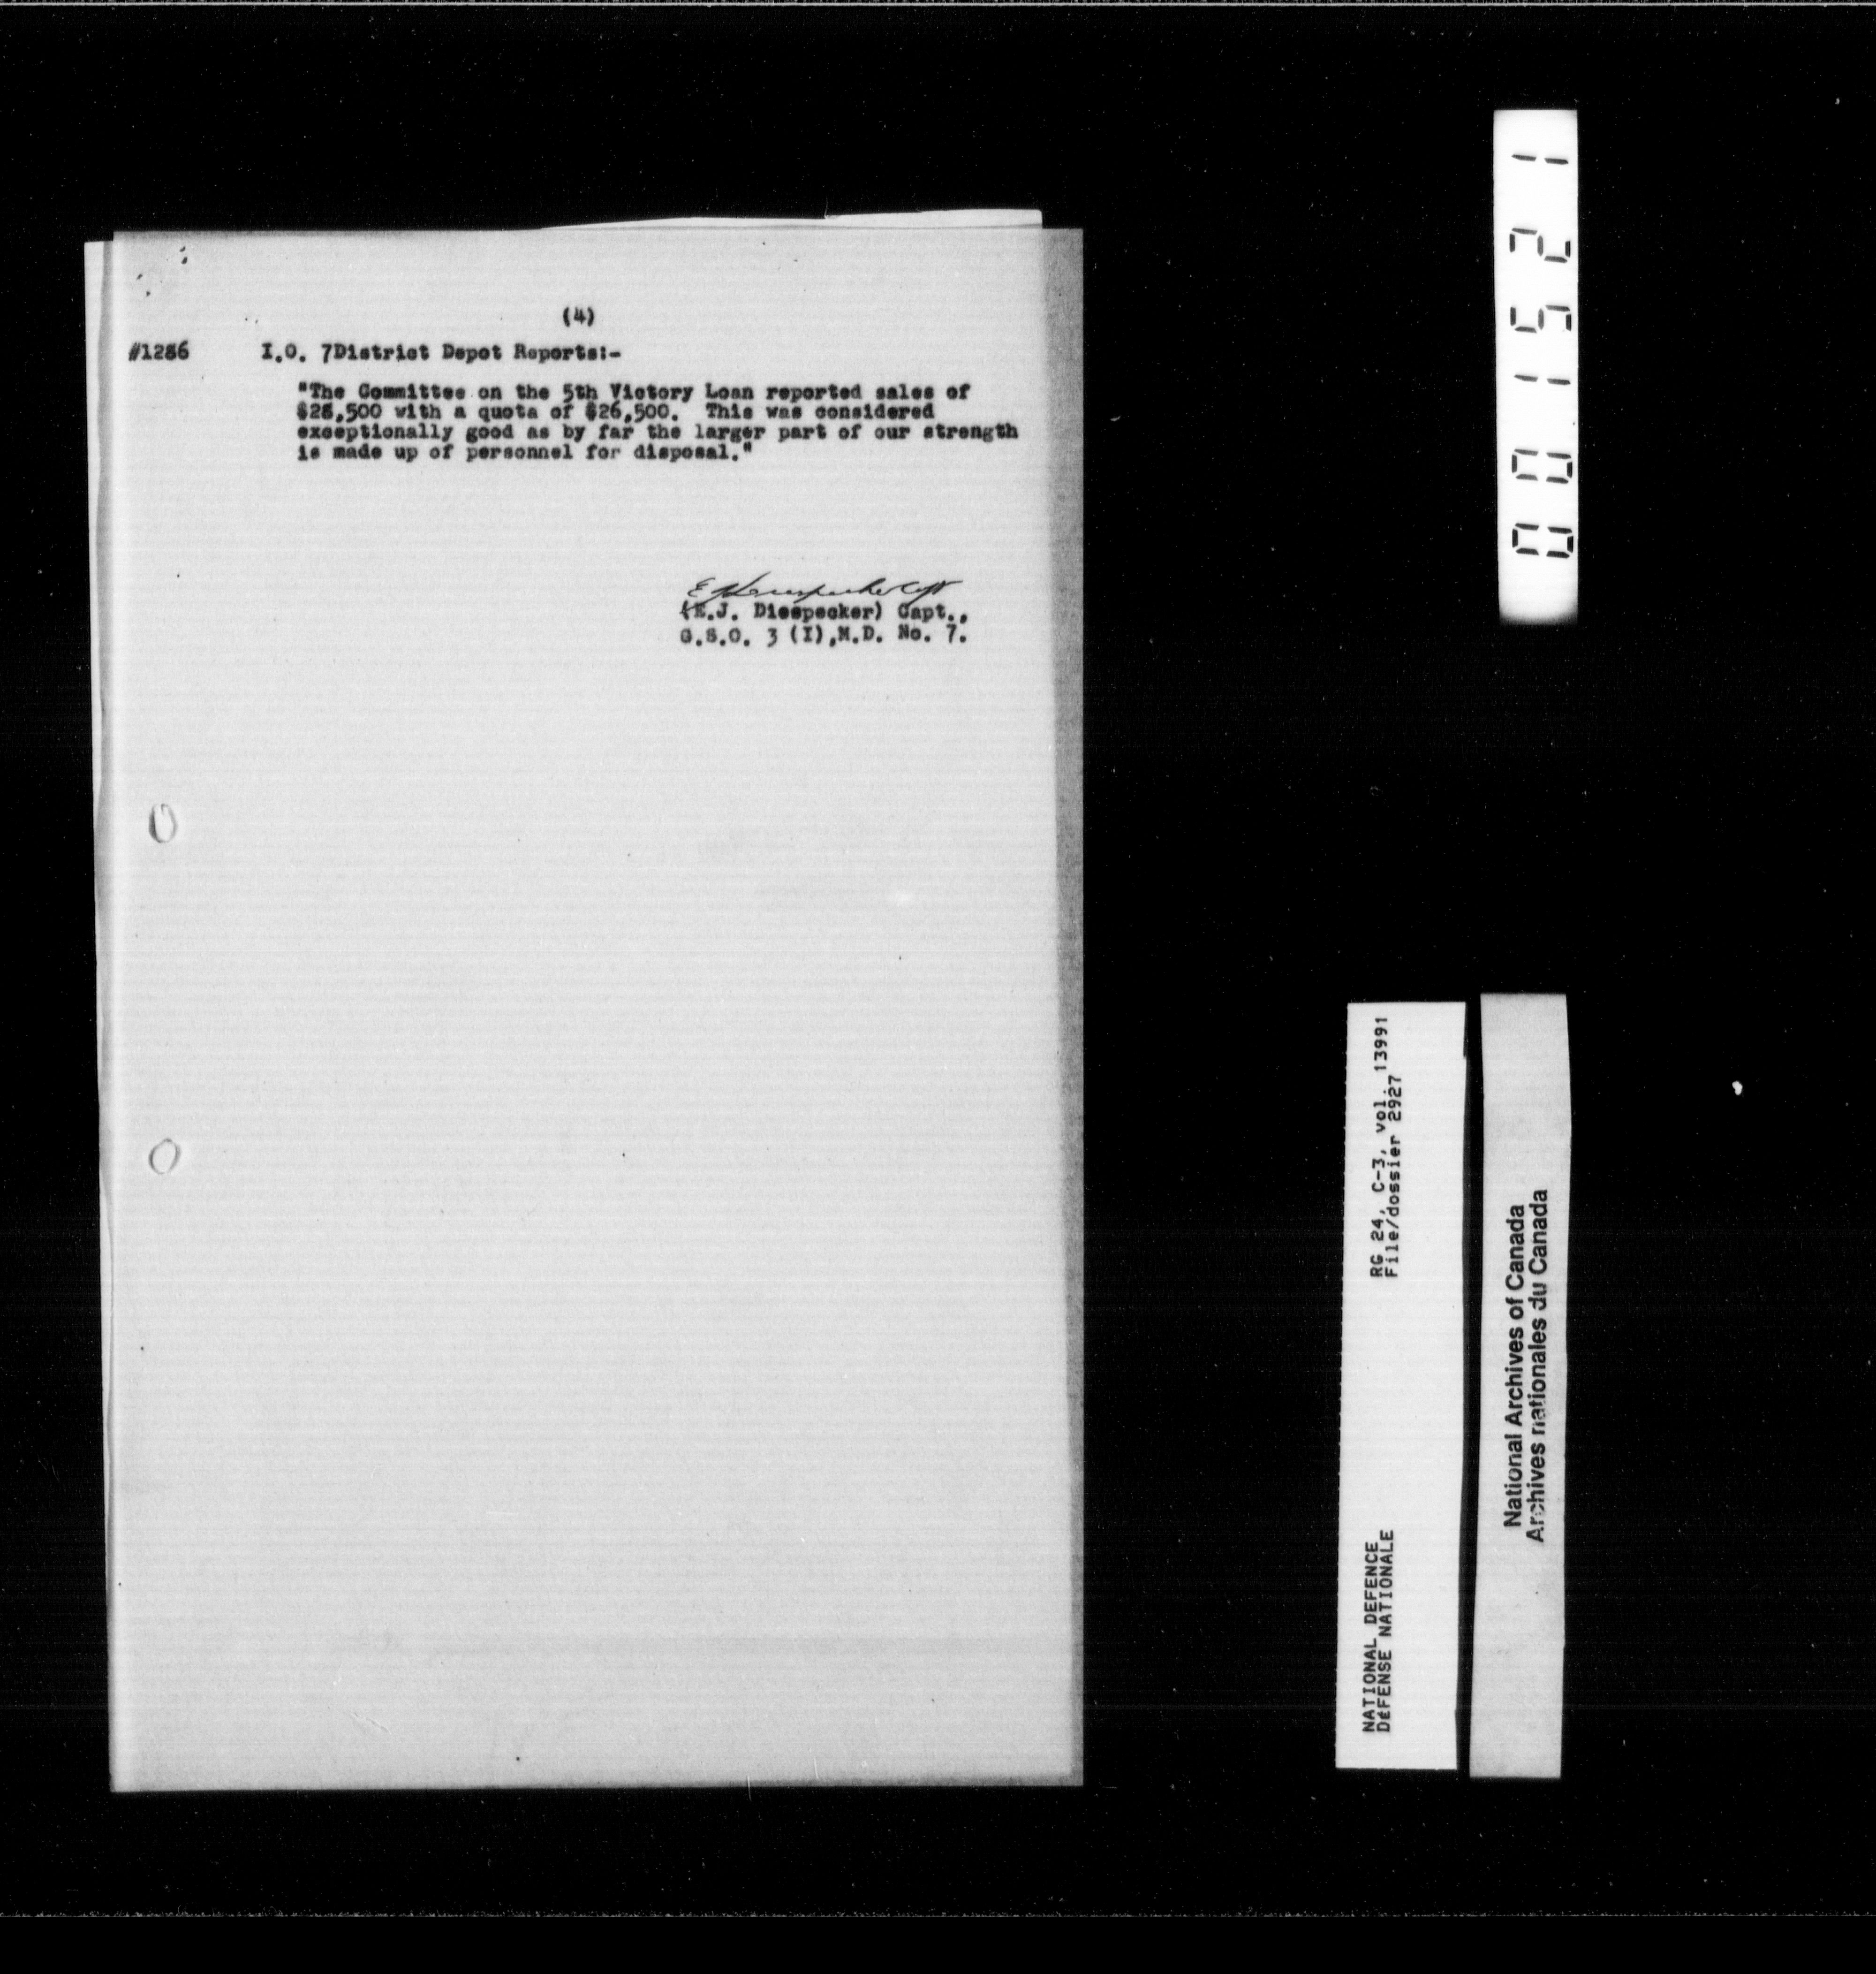 (4)
#1286 I.O. 7District Depot Reports:-
"The Committee on the 5th Victory Loan reported sales of
$28,500 with a quota of $26,500. This was considered
exceptionally good as by far the larger part of our strength
is made up of personnel for disposal."
(E.J. Diespecker) Capt.,
G.S.O. 3 (I),M.D. No. 7.
001521
RG 24, C-3, vol. 13991
File/dossier 2927
NATIONAL DEFENCE
DÉFENSE NATIONALE
National Archives of Canada
Archives nationales du Canada